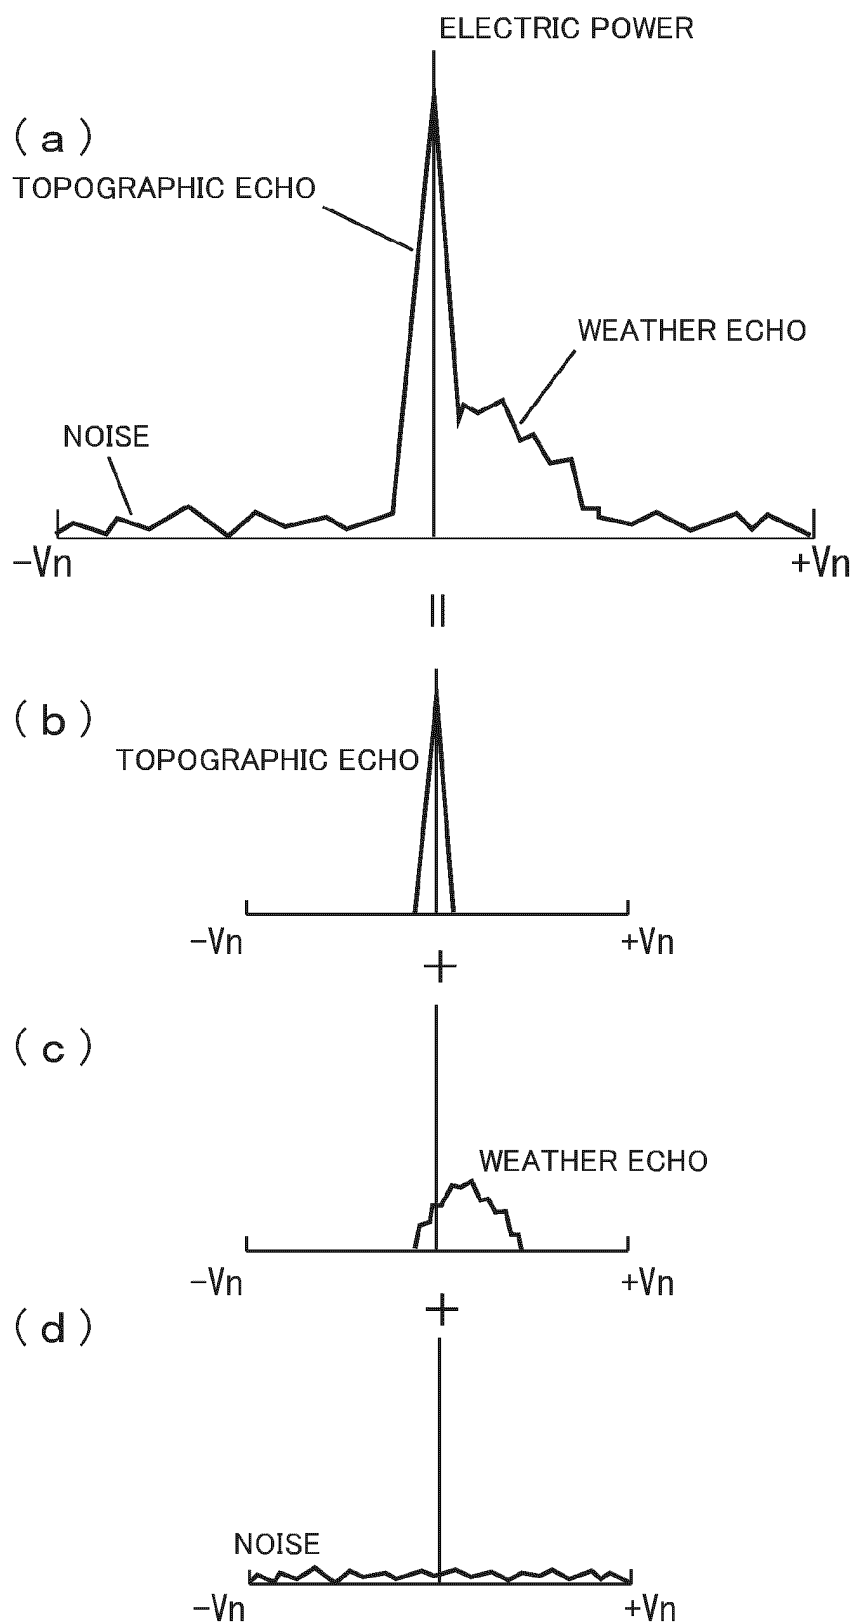 ELECTRIC POWER
(a)
TOPOGRAPHIC ECHO
WEATHER ECHO
NOISE
−Vn +Vn
=
(b)
TOPOGRAPHIC ECHO
−Vn +Vn
+
(c)
WEATHER ECHO
−Vn +Vn
+
(d)
NOISE
−Vn +Vn